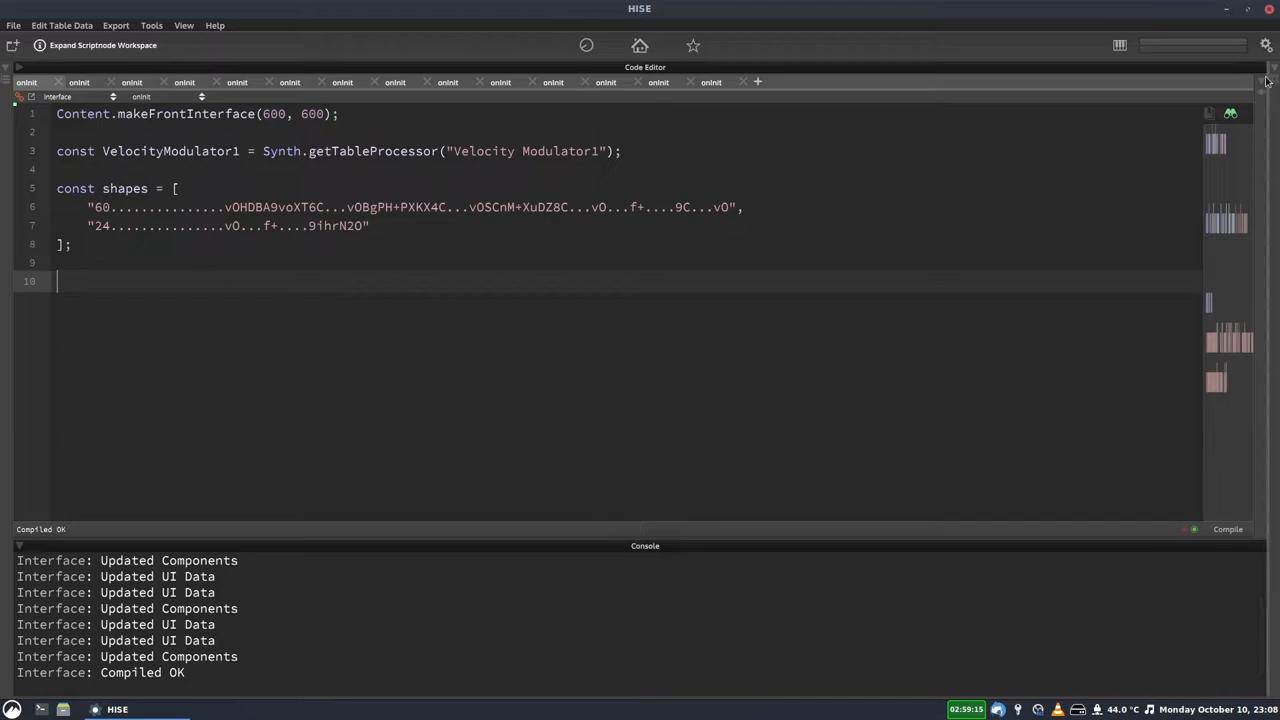 HISE
File Edit Table Data Export Tools View Help
Expand Scriptnode Workspace
Code Editor
onInit onInit onInit onInit onInit onInit onInit onInit onInit onInit onInit onInit onInit onInit +
Interface onInit
1 Content.makeFrontInterface(600, 600);
2
3 const VelocityModulator1 = Synth.getTableProcessor("Velocity Modulator1");
4
5 const shapes = [
6 "60...............vOHDBA9voXT6C...vOBgPH+PXKX4C...vOSCnM+XuDZ8C...vO...f+....9C...vO",
7 "24...............vO...f+....9ihrN2O"
8 ];
9
10
Compiled OK Compile
Console
Interface: Updated Components
Interface: Updated UI Data
Interface: Updated UI Data
Interface: Updated Components
Interface: Updated UI Data
Interface: Updated UI Data
Interface: Updated Components
Interface: Compiled OK
HISE 02:59:15 44.0 °C Monday October 10, 23:08